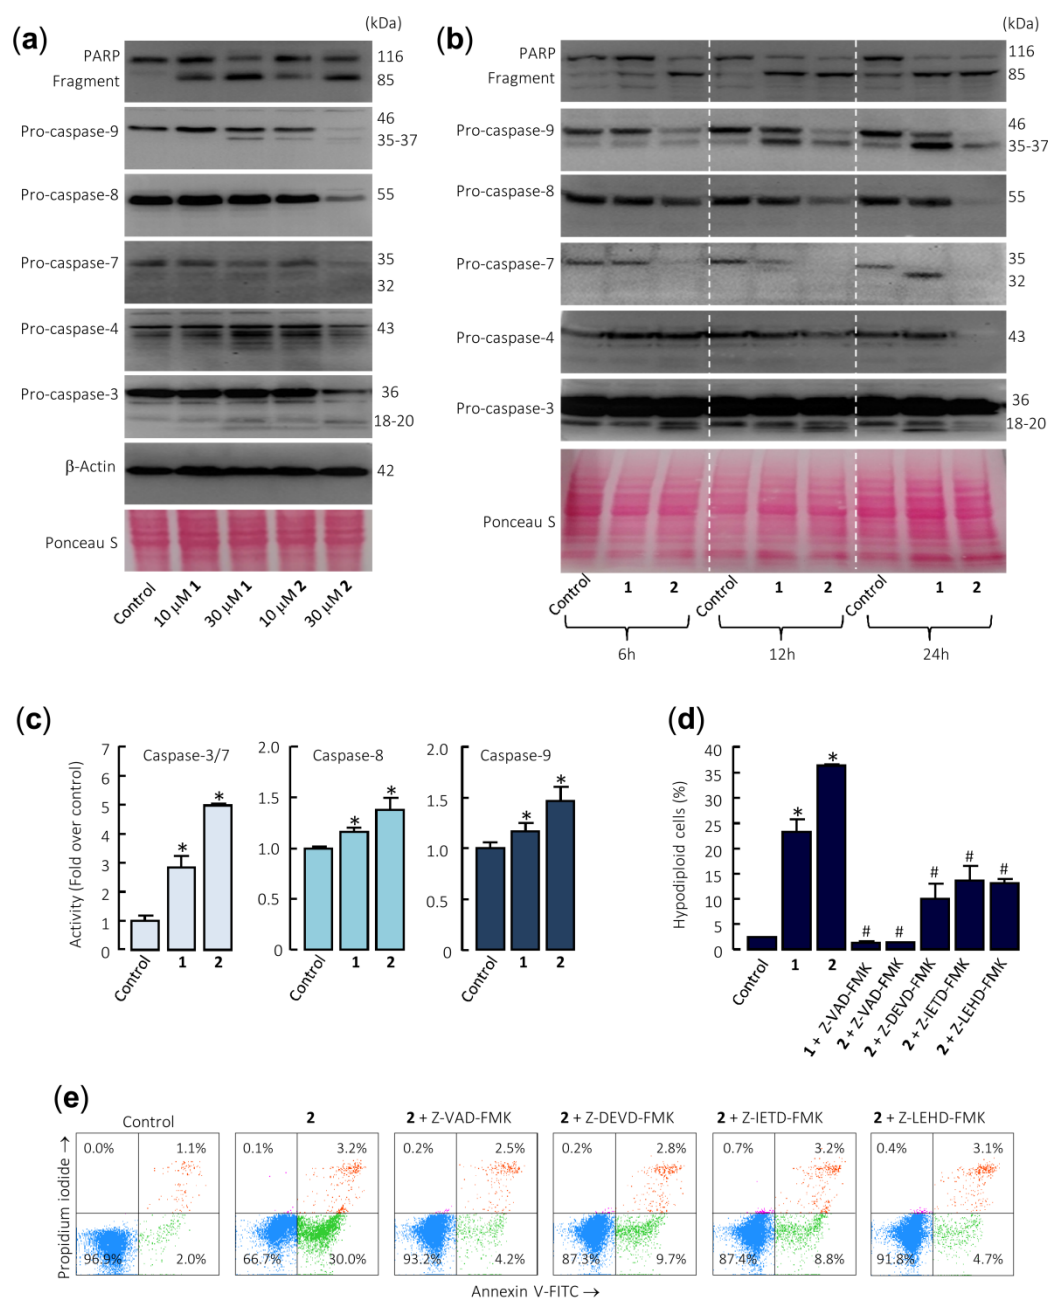 (a)
(kDa)
PARP 116
Fragment 85
Pro-caspase-9 46
35-37
Pro-caspase-8 55
Pro-caspase-7 35
32
Pro-caspase-4 43
Pro-caspase-3 36
18-20
β-Actin 42
Ponceau S
Control 10 μM 1 30 μM 1 10 μM 2 30 μM 2
(b)
(kDa)
PARP 116
Fragment 85
Pro-caspase-9 46
35-37
Pro-caspase-8 55
Pro-caspase-7 35
32
Pro-caspase-4 43
Pro-caspase-3 36
18-20
Ponceau S
Control 1 2 Control 1 2 Control 1 2
6h 12h 24h
(c)
Activity (Fold over control)
Caspase-3/7
7
6
5
4
3
2
1
0
* *
Control 1 2
Caspase-8
2.0
1.5
1.0
0.5
0
* *
Control 1 2
Caspase-9
2.0
1.5
1.0
0.5
0
* *
Control 1 2
(d)
Hypodiploid cells (%)
40
35
30
25
20
15
10
5
0
* * # # # # #
Control 1 2 1 + Z-VAD-FMK 2 + Z-VAD-FMK 2 + Z-DEVD-FMK 2 + Z-IETD-FMK 2 + Z-LEHD-FMK
(e)
Propidium iodide →
Control 2 2 + Z-VAD-FMK 2 + Z-DEVD-FMK 2 + Z-IETD-FMK 2 + Z-LEHD-FMK
0.0% 1.1% 0.1% 3.2% 0.2% 2.5% 0.2% 2.8% 0.7% 3.2% 0.4% 3.1%
96.9% 2.0% 66.7% 30.0% 93.2% 4.2% 87.3% 9.7% 87.4% 8.8% 91.8% 4.7%
Annexin V-FITC →